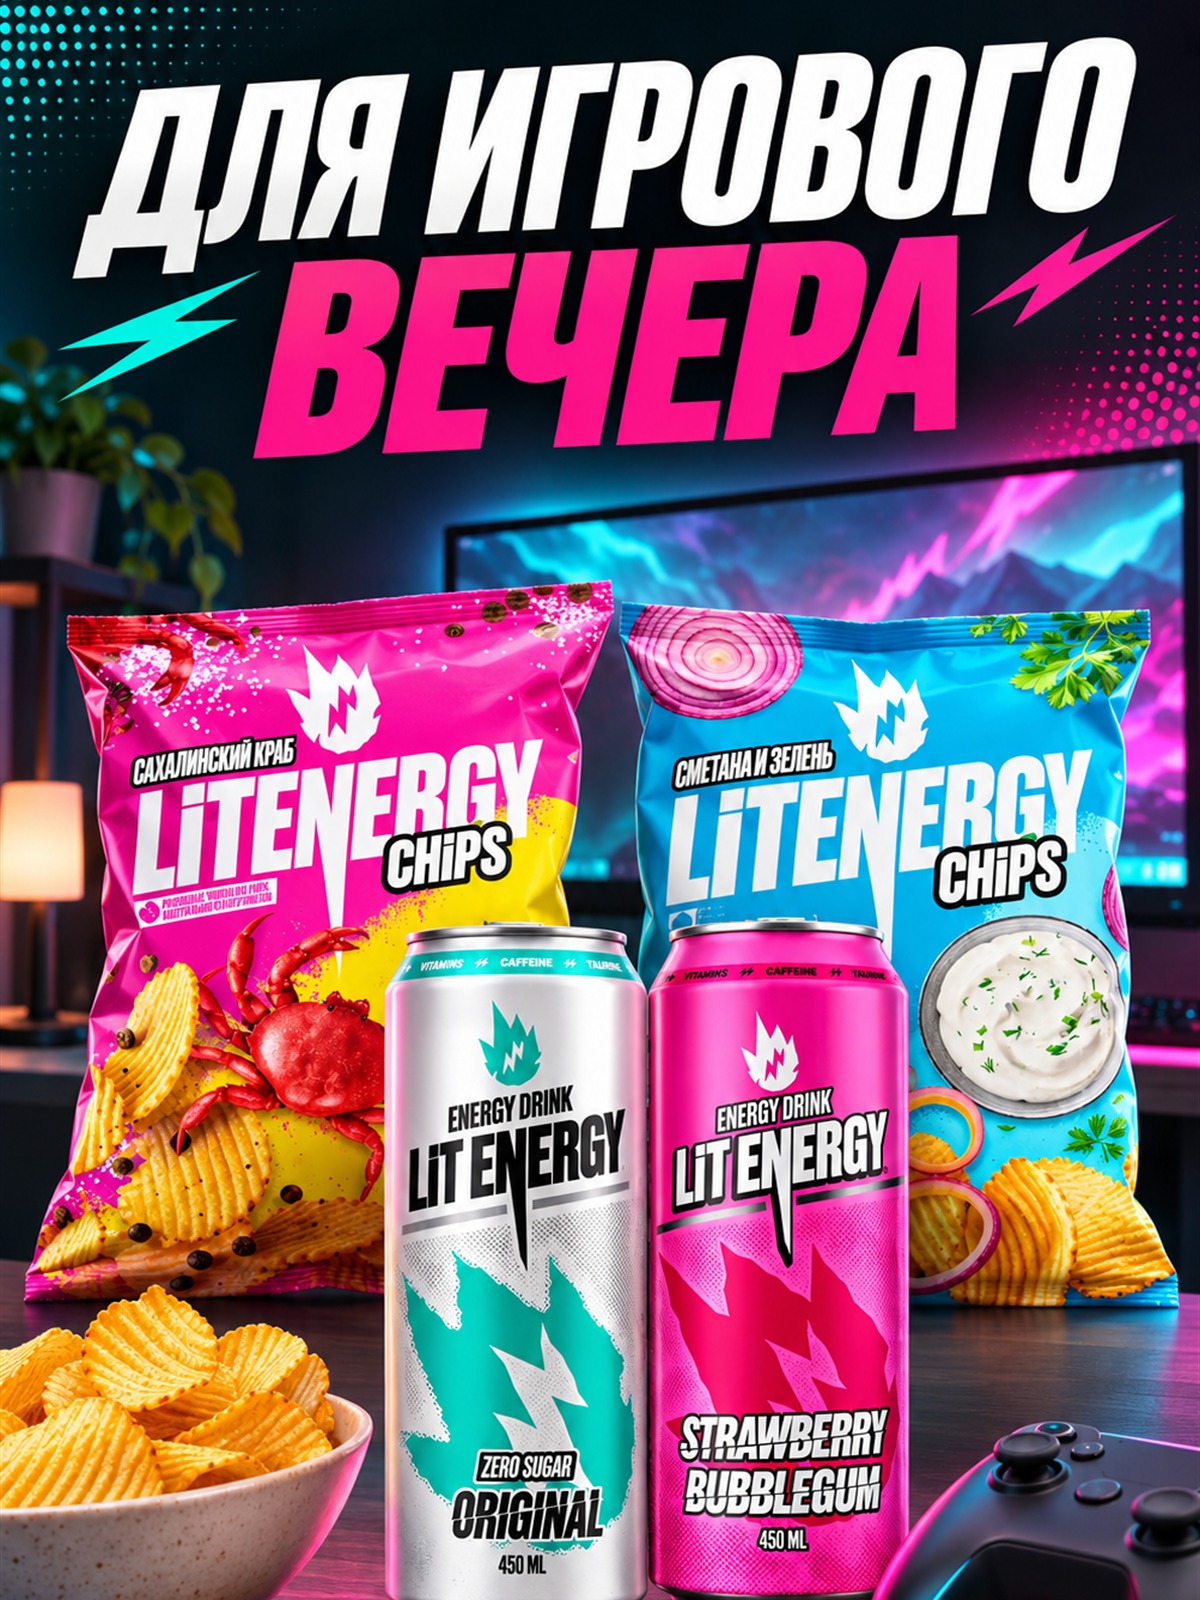 ДЛЯ ИГРОВОГО
ВЕЧЕРА
САХАЛИНСКИЙ КРАБ
LiTENERGY
CHiPS
СМЕТАНА И ЗЕЛЕНЬ
LiTENERGY
CHiPS
VITAMINS CAFFEINE TAURINE
ENERGY DRINK
LiT ENERGY
ZERO SUGAR
ORIGINAL
450 ML
VITAMINS CAFFEINE TAURINE
ENERGY DRINK
LiT ENERGY
STRAWBERRY
BUBBLEGUM
450 ML